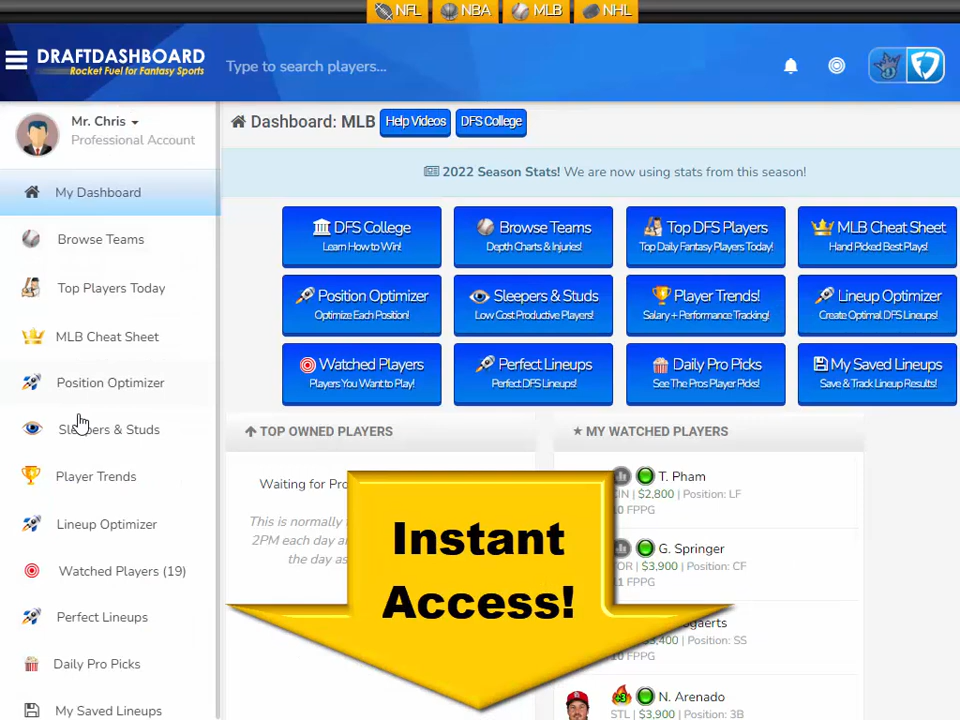 NFL NBA MLB NHL
DRAFTDASHBOARD
Rocket Fuel for Fantasy Sports
Type to search players...
Mr. Chris
Professional Account
My Dashboard
Browse Teams
Top Players Today
MLB Cheat Sheet
Position Optimizer
Sleepers & Studs
Player Trends
Lineup Optimizer
Watched Players (19)
Perfect Lineups
Daily Pro Picks
My Saved Lineups
Dashboard: MLB Help Videos DFS College
2022 Season Stats! We are now using stats from this season!
DFS College
Learn How to Win!
Browse Teams
Depth Charts & Injuries!
Top DFS Players
Top Daily Fantasy Players Today!
MLB Cheat Sheet
Hand Picked Best Plays!
Position Optimizer
Optimize Each Position!
Sleepers & Studs
Low Cost Productive Players!
Player Trends!
Salary + Performance Tracking!
Lineup Optimizer
Create Optimal DFS Lineups!
Watched Players
Players You Want to Play!
Perfect Lineups
Perfect DFS Lineups!
Daily Pro Picks
See The Pros Player Picks!
My Saved Lineups
Save & Track Lineup Results!
TOP OWNED PLAYERS
Waiting for
This is normally
2PM each day
the day
MY WATCHED PLAYERS
T. Pham
| $2,800 | Position: LF
FPPG
G. Springer
| $3,900 | Position: CF
FPPG
| Position: SS
FPPG
N. Arenado
STL | $3,900 | Position: 3B
Instant
Access!